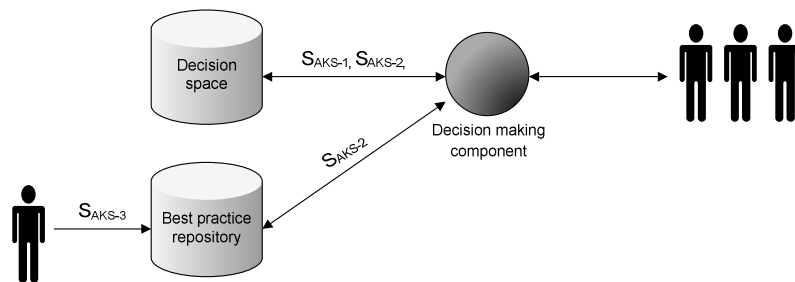 Decision
space
SAKS-1, SAKS-2,
Decision making
component
SAKS-2
SAKS-3
Best practice
repository